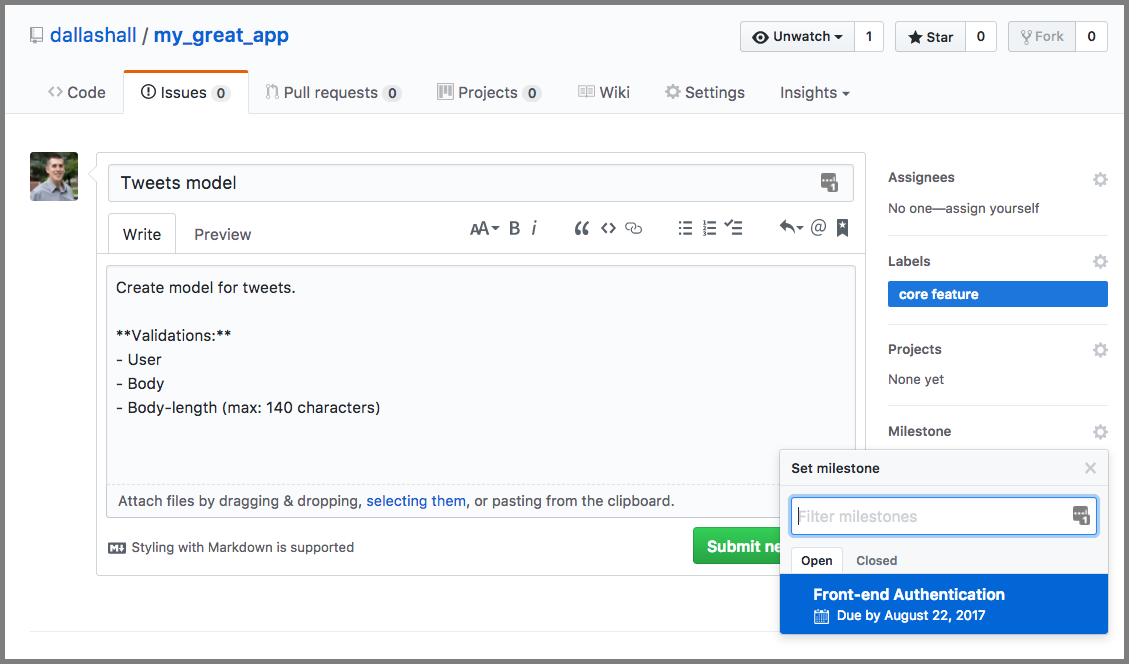 dallashall / my_great_app
Unwatch 1
Star 0
Fork 0
Code
Issues 0
Pull requests 0
Projects 0
Wiki
Settings
Insights
Tweets model
1
Write
Preview
AA B i
@
Create model for tweets.
**Validations:**
- User
- Body
- Body-length (max: 140 characters)
Attach files by dragging & dropping, selecting them, or pasting from the clipboard.
Styling with Markdown is supported
Submit ne
Assignees
No one—assign yourself
Labels
core feature
Projects
None yet
Milestone
Set milestone
Filter milestones
1
Open
Closed
Front-end Authentication
Due by August 22, 2017